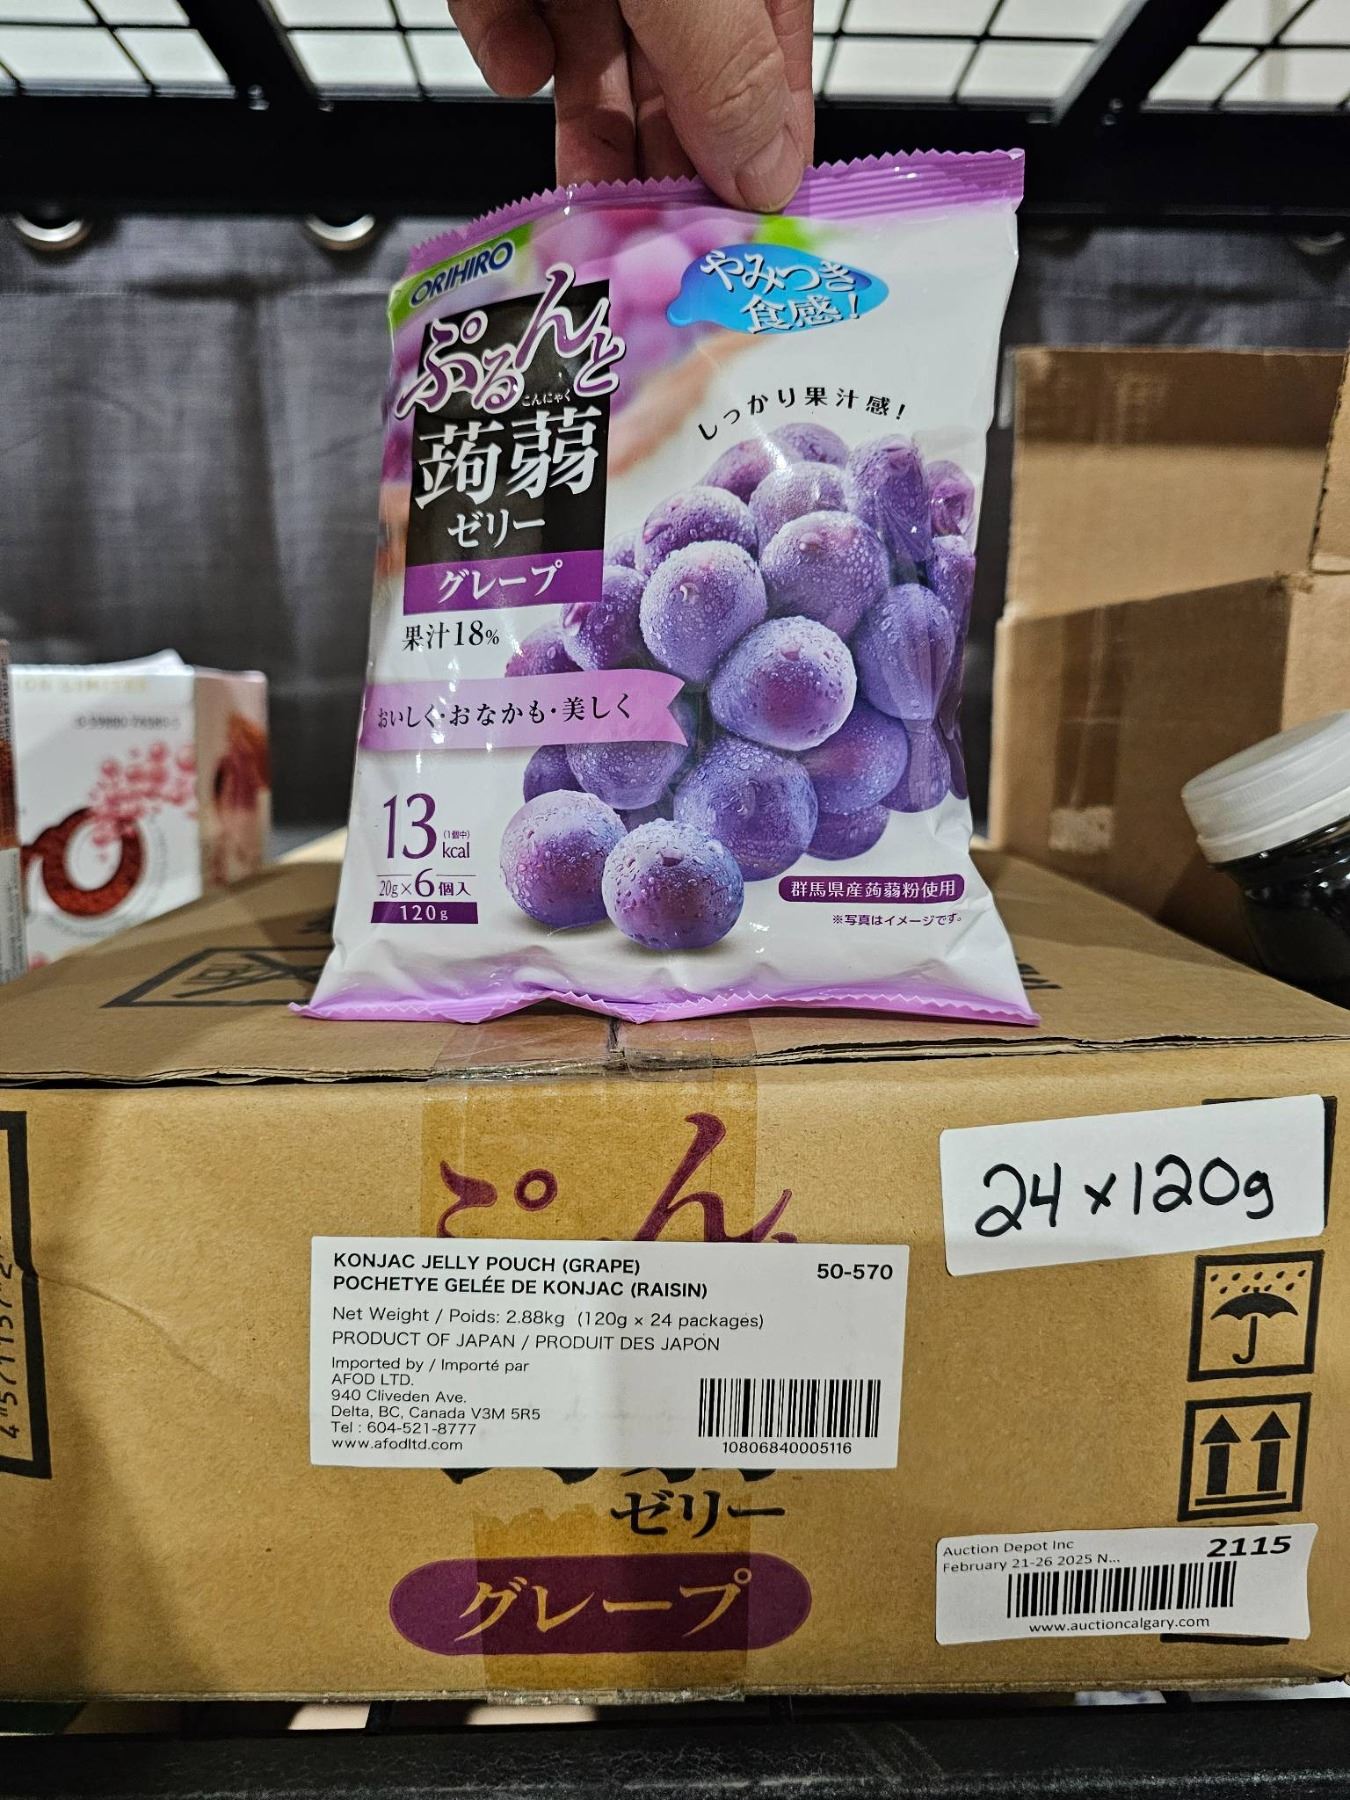 ORIHIRO
ぷるんと
こんにゃく
蒟蒻
ゼリー
グレープ
果汁18%
やみつき
食感!
しっかり果汁感!
おいしく・おなかも・美しく
13
(1個中)
kcal
20g×6個入
120g
群馬県産蒟蒻粉使用
※写真はイメージです。
24 x 120g
ぷ ん
KONJAC JELLY POUCH (GRAPE)
50-570
POCHETYE GELÉE DE KONJAC (RAISIN)
Net Weight / Poids: 2.88kg (120g × 24 packages)
PRODUCT OF JAPAN / PRODUIT DES JAPON
Imported by / Importé par
AFOD LTD.
940 Cliveden Ave.
Delta, BC, Canada V3M 5R5
Tel : 604-521-8777
www.afodltd.com
10806840005116
ゼリー
グレープ
Auction Depot Inc
2115
February 21-26 2025 N...
www.auctioncalgary.com